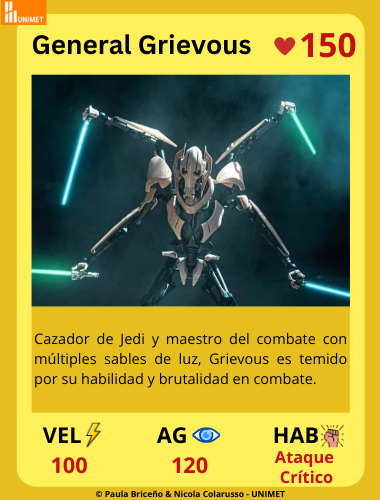 UNIMET
General Grievous
150
Cazador de Jedi y maestro del combate con
múltiples sables de luz, Grievous es temido
por su habilidad y brutalidad en combate.
VEL AG HAB
100 120 Ataque
Crítico
© Paula Briceño & Nicola Colarusso - UNIMET